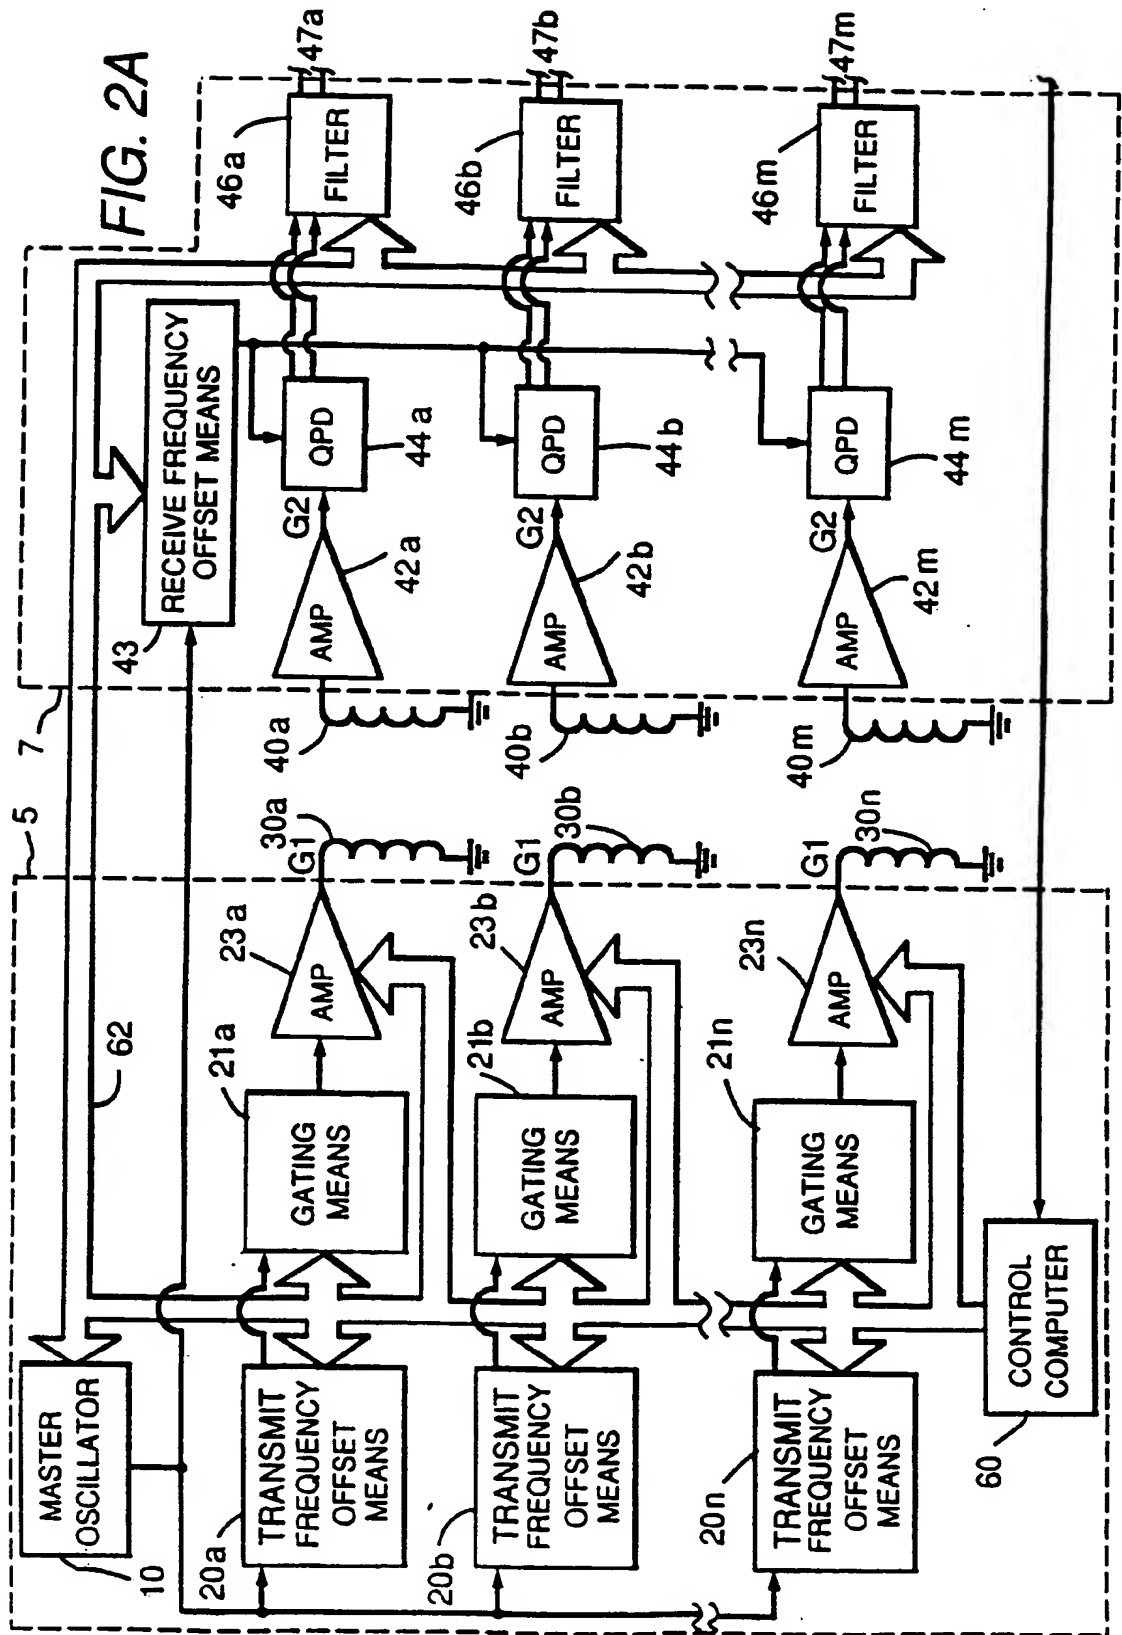 FIG. 2A
5
7
MASTER
OSCILLATOR
10
62
43
RECEIVE FREQUENCY
OFFSET MEANS
20a
TRANSMIT
FREQUENCY
OFFSET
MEANS
21a
GATING
MEANS
23a
AMP
G1
30a
40a
AMP
42a
G2
QPD
44a
46a
FILTER
47a
20b
TRANSMIT
FREQUENCY
OFFSET
MEANS
21b
GATING
MEANS
23b
AMP
G1
30b
40b
AMP
42b
G2
QPD
44b
46b
FILTER
47b
20n
TRANSMIT
FREQUENCY
OFFSET
MEANS
21n
GATING
MEANS
23n
AMP
G1
30n
40m
AMP
42m
G2
QPD
44m
46m
FILTER
47m
60
CONTROL
COMPUTER